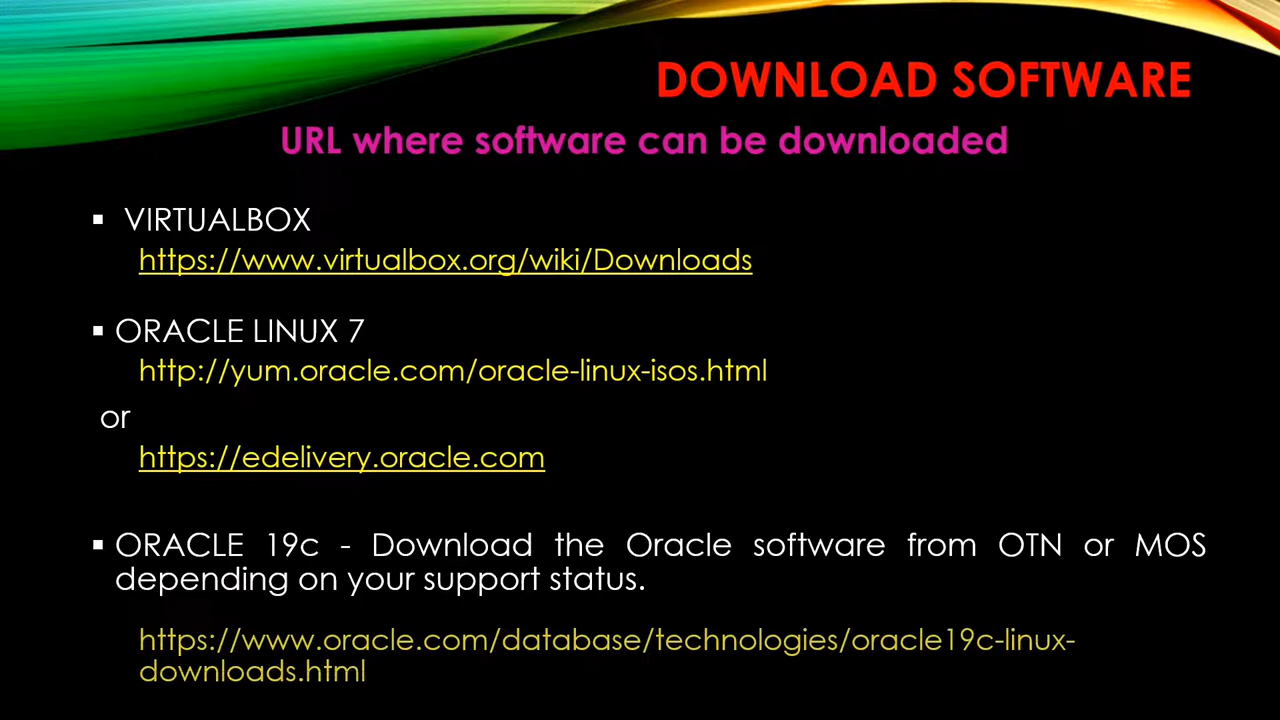 DOWNLOAD SOFTWARE
URL where software can be downloaded
▪ VIRTUALBOX
https://www.virtualbox.org/wiki/Downloads
▪ ORACLE LINUX 7
http://yum.oracle.com/oracle-linux-isos.html
or
https://edelivery.oracle.com
▪ ORACLE 19c - Download the Oracle software from OTN or MOS
depending on your support status.
https://www.oracle.com/database/technologies/oracle19c-linux-
downloads.html